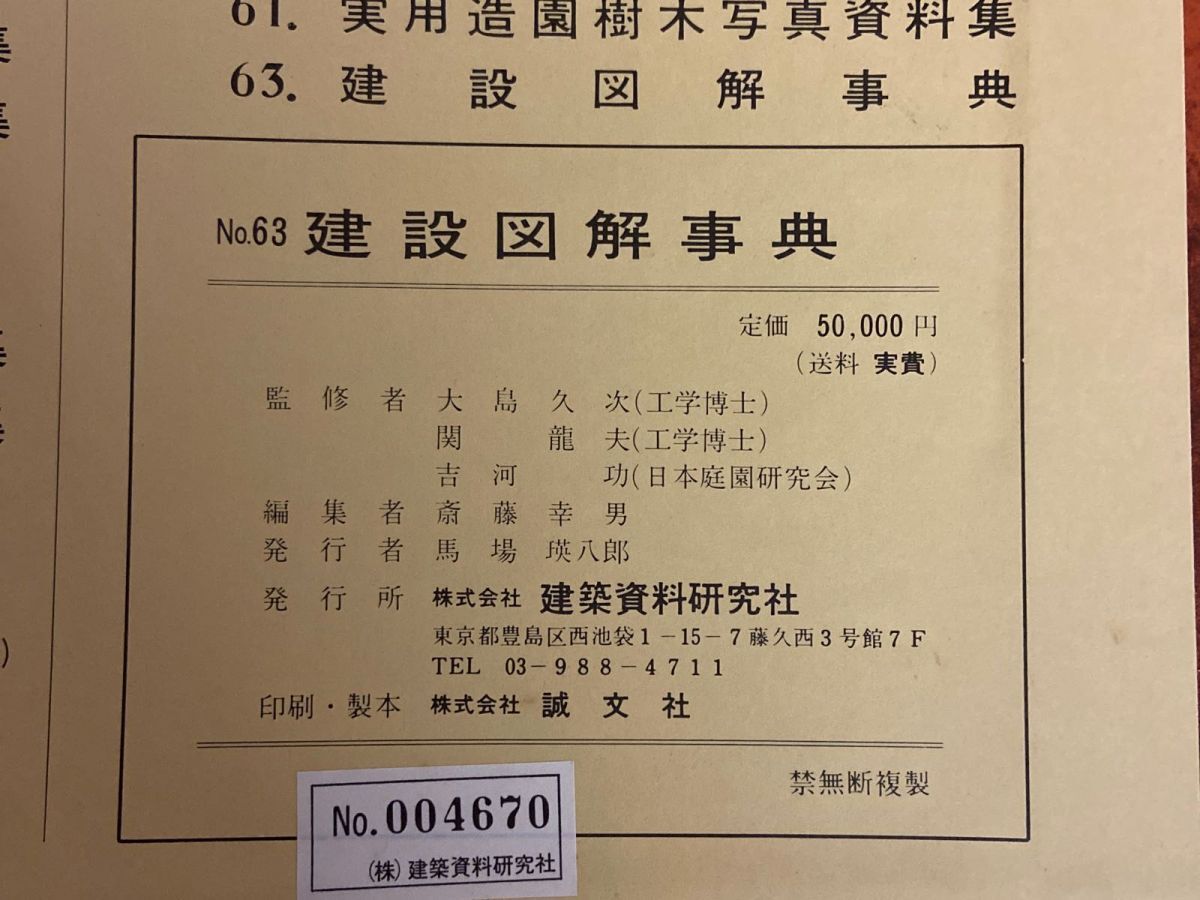 61. 実用造園樹木写真資料集
63. 建設図解事典
No.63 建設図解事典
定価 50,000円
(送料 実費)
監修者 大島久次(工学博士)
関龍夫(工学博士)
吉河功(日本庭園研究会)
編集者 斎藤幸男
発行者 馬場瑛八郎
発行所 株式会社 建築資料研究社
東京都豊島区西池袋1-15-7藤久西3号館7F
TEL 03-988-4711
印刷・製本 株式会社 誠文社
禁無断複製
No.004670
(株)建築資料研究社
集
集
)